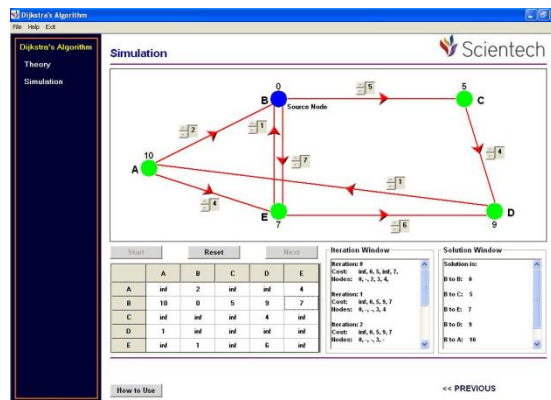 Dijkstra's Algorithm
File Help Exit
Dijkstra's Algorithm
Theory
Simulation
Simulation
Scientech
0
B
Source Node
5
5
C
2
1
7
4
10
A
1
4
E
7
6
D
9
Start Reset Next
A B C D E
A inf 2 inf inf 4
B 10 0 5 9 7
C inf inf inf 4 inf
D 1 inf inf inf inf
E inf 1 inf 6 inf
Iteration Window
Iteration: 0
Cost: inf, 0, 5, inf, 7,
Nodes: 0, -, 2, 3, 4,
Iteration: 1
Cost: inf, 0, 5, 9, 7
Nodes: 0, -, -, 3, 4
Iteration: 2
Cost: inf, 0, 5, 9, 7
Nodes: 0, -, -, 3, -
Solution Window
Solution is:
B to B: 0
B to C: 5
B to E: 7
B to D: 9
B to A: 10
How to Use
<< PREVIOUS